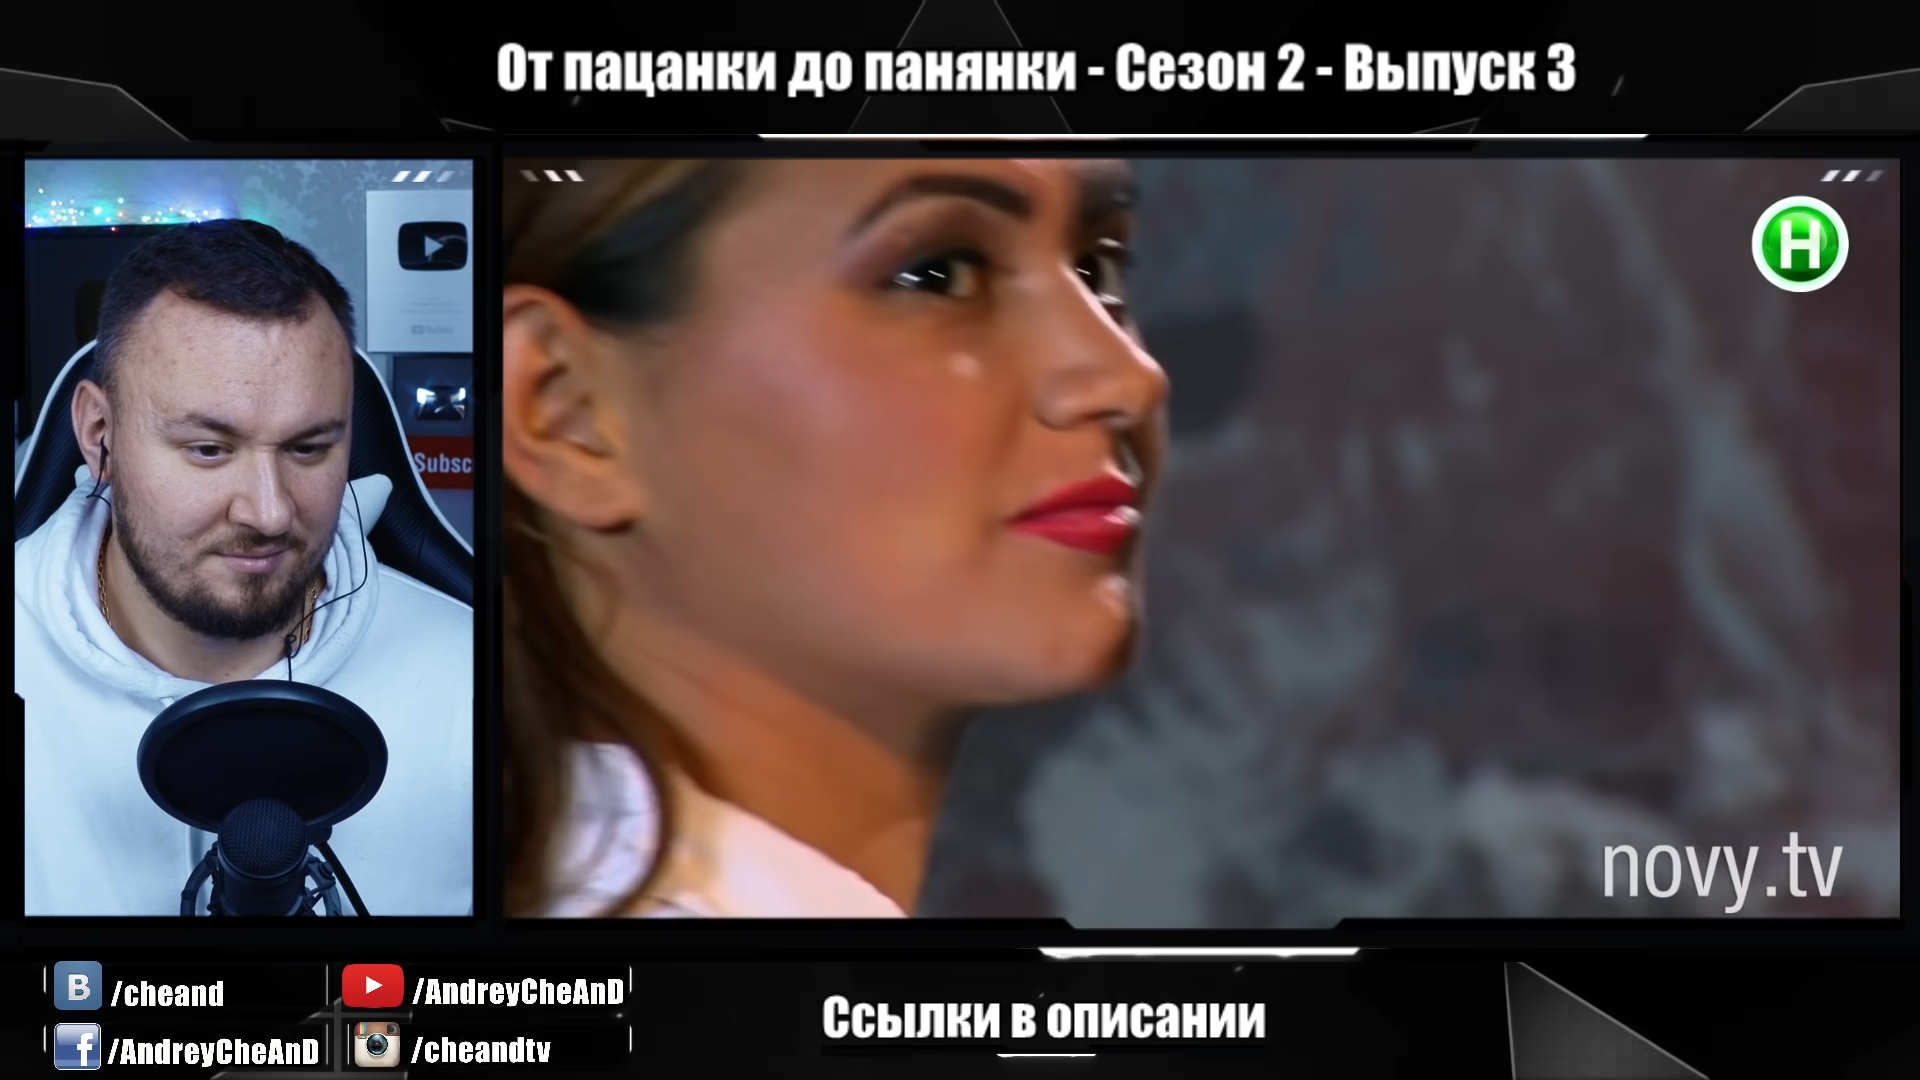 От пацанки до панянки - Сезон 2 - Выпуск 3
Н
Subsc
novy.tv
В /cheand
/AndreyCheAnD
f /AndreyCheAnD
/cheandtv
Ссылки в описании